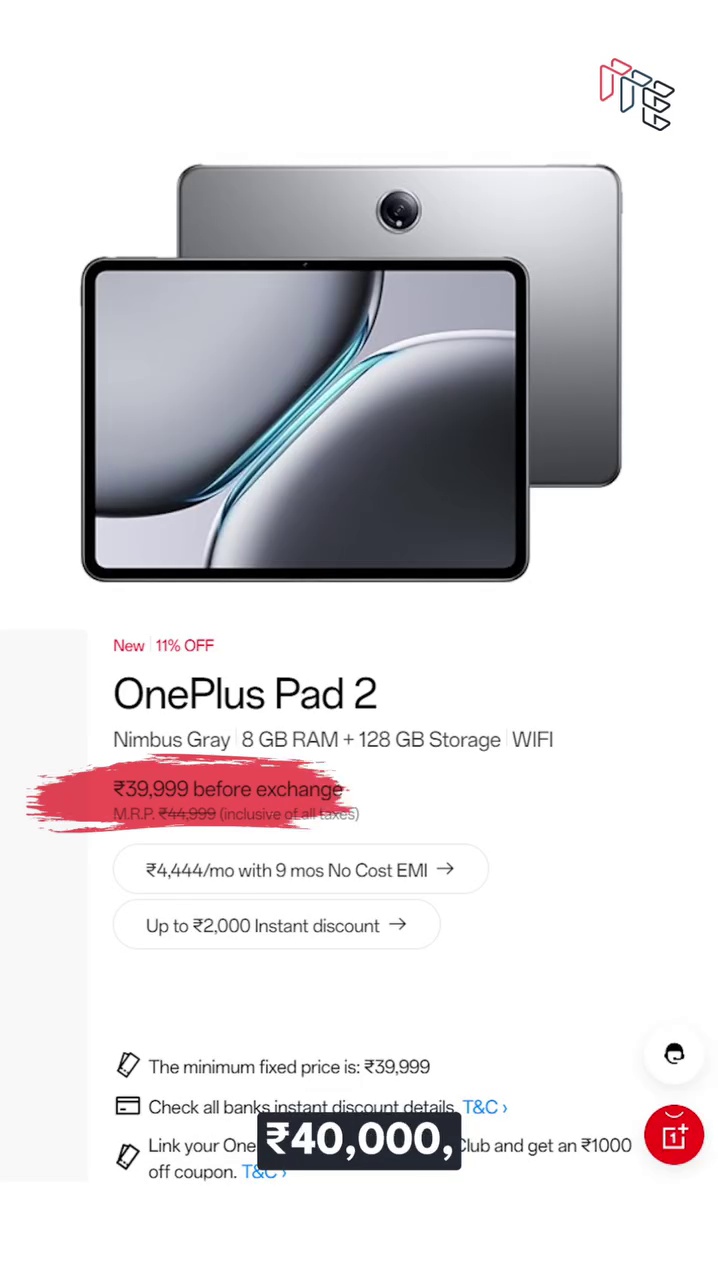 New 11% OFF
OnePlus Pad 2
Nimbus Gray 8 GB RAM + 128 GB Storage WIFI
₹39,999 before exchange
M.R.P. ₹44,999 (inclusive of all taxes)
₹4,444/mo with 9 mos No Cost EMI →
Up to ₹2,000 Instant discount →
The minimum fixed price is: ₹39,999
Check all banks instant discount details. T&C ›
Link your One Club and get an ₹1000
off coupon. T&C ›
₹40,000,